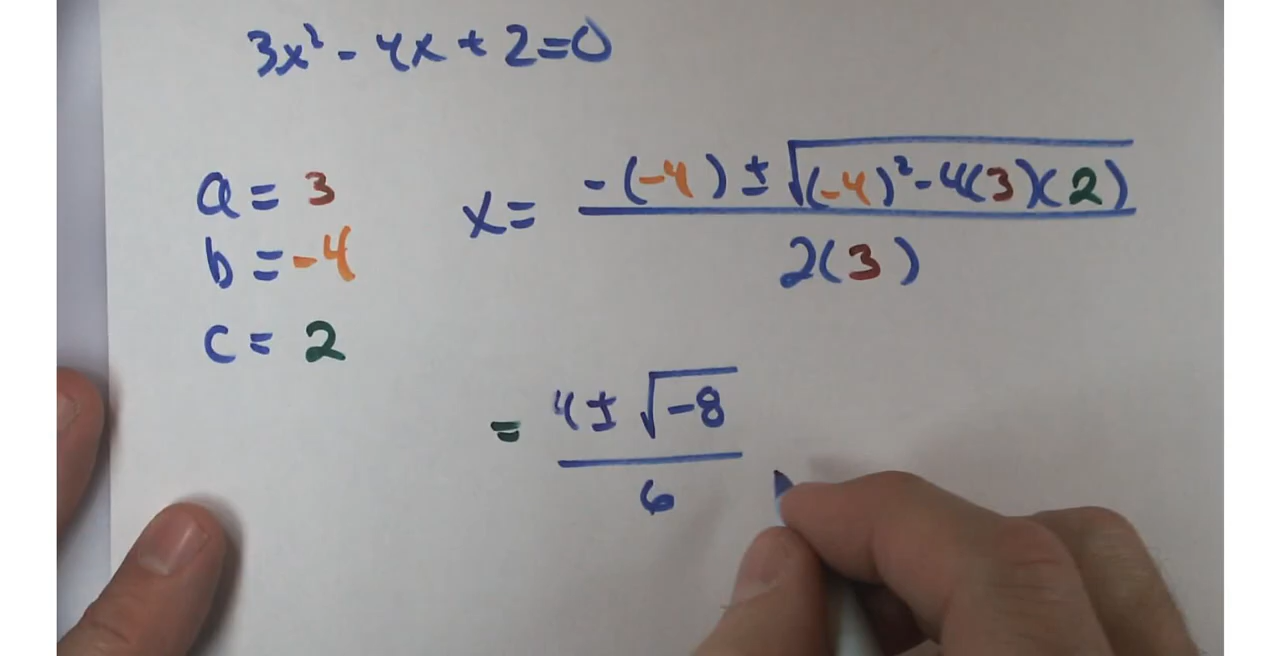 3x² - 4x + 2 = 0
a = 3
b = -4
c = 2
x = (-(-4) ± √((-4)² - 4(3)(2))) / 2(3)
= (4 ± √-8) / 6